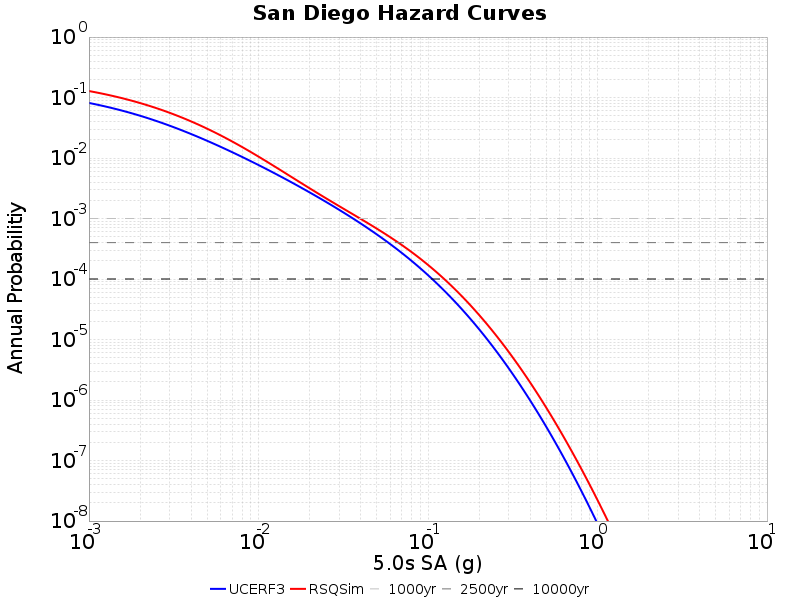 San Diego Hazard Curves
Annual Probabilitiy
10^0
10^-1
10^-2
10^-3
10^-4
10^-5
10^-6
10^-7
10^-8
10^-3 10^-2 10^-1 10^0 10^1
5.0s SA (g)
UCERF3 RSQSim 1000yr 2500yr 10000yr